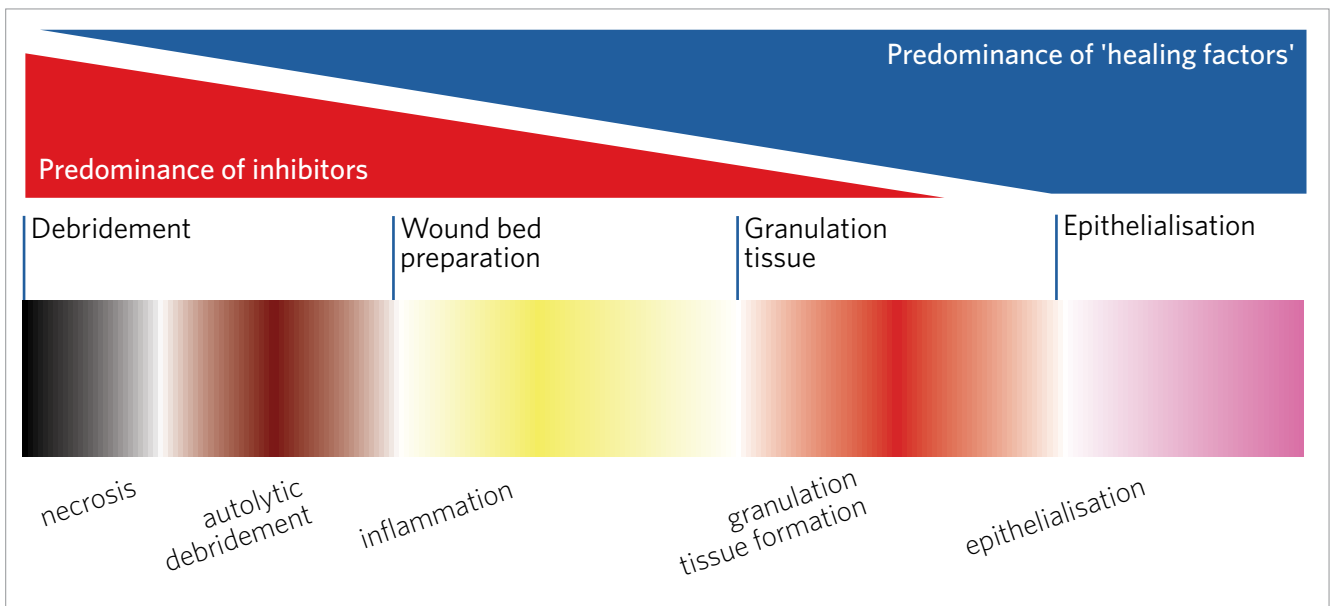 Predominance of 'healing factors'
Predominance of inhibitors
Debridement
Wound bed
preparation
Granulation
tissue
Epithelialisation
necrosis
autolytic
debridement
inflammation
granulation
tissue formation
epithelialisation